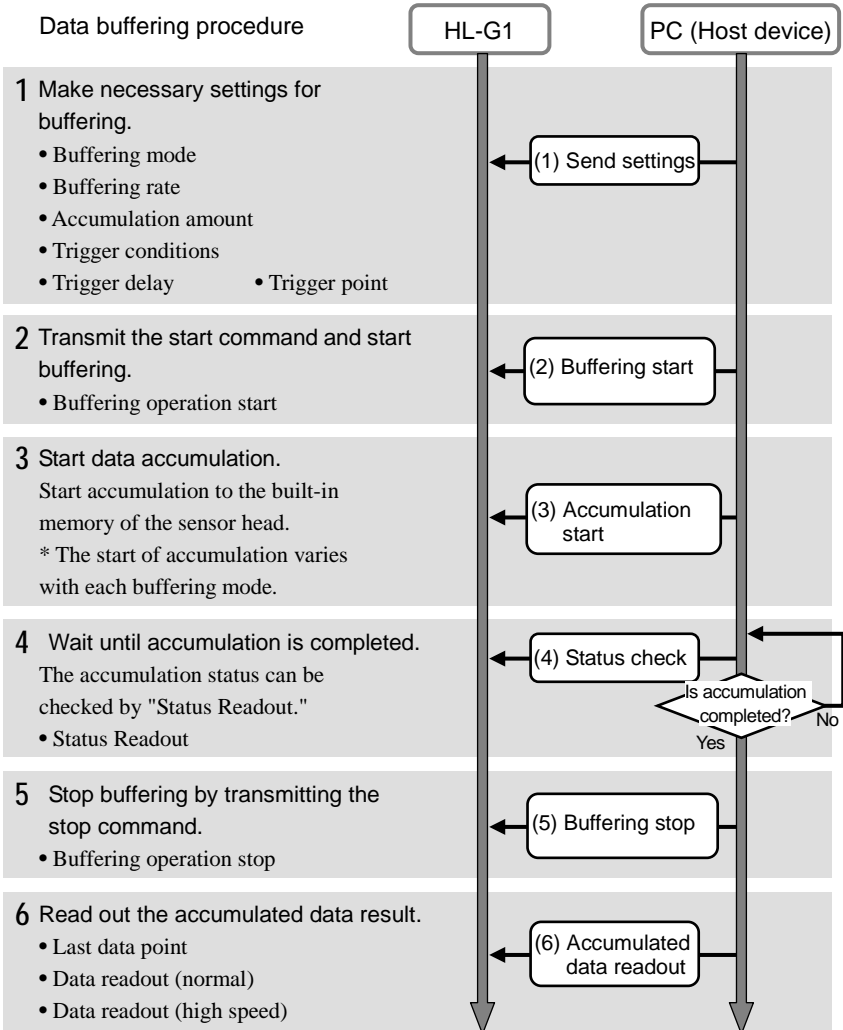 Data buffering procedure
HL-G1
PC (Host device)
1 Make necessary settings for
buffering.
• Buffering mode
• Buffering rate
• Accumulation amount
• Trigger conditions
• Trigger delay • Trigger point
(1) Send settings
2 Transmit the start command and start
buffering.
• Buffering operation start
(2) Buffering start
3 Start data accumulation.
Start accumulation to the built-in
memory of the sensor head.
* The start of accumulation varies
with each buffering mode.
(3) Accumulation
start
4 Wait until accumulation is completed.
The accumulation status can be
checked by "Status Readout."
• Status Readout
(4) Status check
Is accumulation
completed?
No
Yes
5 Stop buffering by transmitting the
stop command.
• Buffering operation stop
(5) Buffering stop
6 Read out the accumulated data result.
• Last data point
• Data readout (normal)
• Data readout (high speed)
(6) Accumulated
data readout